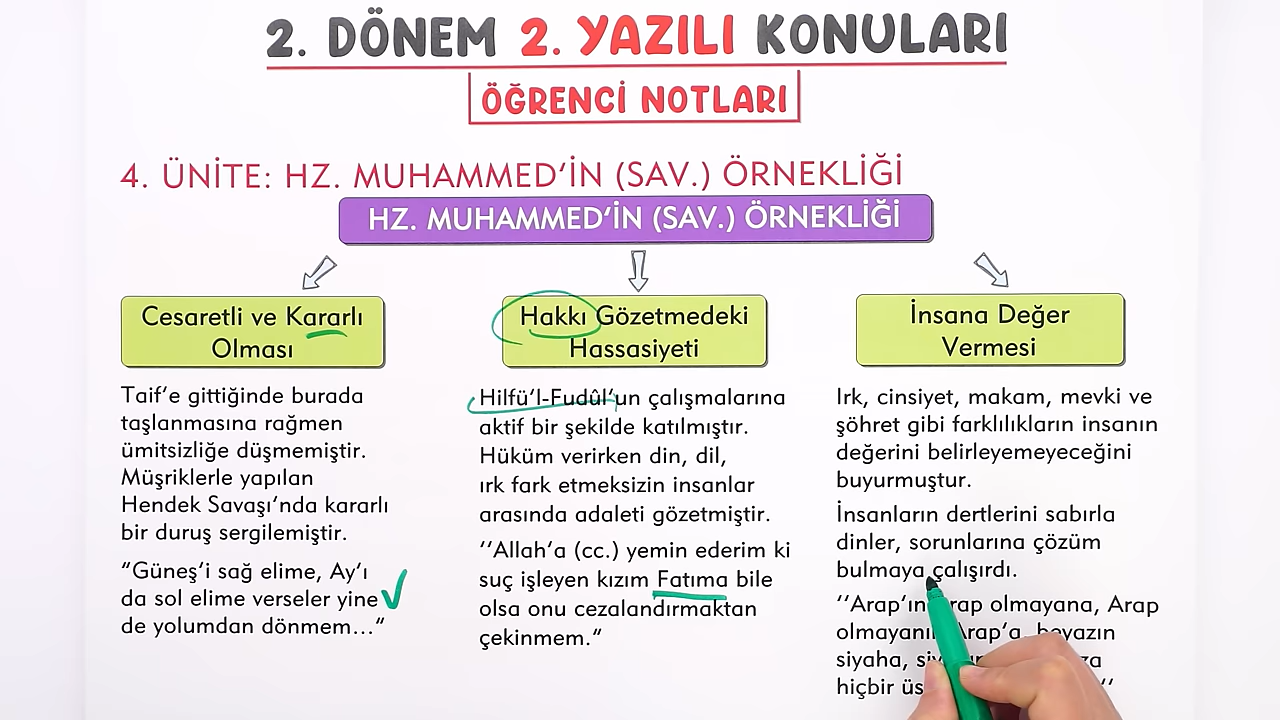 2. DÖNEM 2. YAZILI KONULARI
ÖĞRENCİ NOTLARI
4. ÜNİTE: HZ. MUHAMMED'İN (SAV.) ÖRNEKLİĞİ
HZ. MUHAMMED'İN (SAV.) ÖRNEKLİĞİ
Cesaretli ve Kararlı
Olması
Taif'e gittiğinde burada
taşlanmasına rağmen
ümitsizliğe düşmemiştir.
Müşriklerle yapılan
Hendek Savaşı'nda kararlı
bir duruş sergilemiştir.
"Güneş'i sağ elime, Ay'ı
da sol elime verseler yine
de yolumdan dönmem..."
Hakkı Gözetmedeki
Hassasiyeti
Hilfü'l-Fudûl'un çalışmalarına
aktif bir şekilde katılmıştır.
Hüküm verirken din, dil,
ırk fark etmeksizin insanlar
arasında adaleti gözetmiştir.
''Allah'a (cc.) yemin ederim ki
suç işleyen kızım Fatıma bile
olsa onu cezalandırmaktan
çekinmem."
İnsana Değer
Vermesi
Irk, cinsiyet, makam, mevki ve
şöhret gibi farklılıkların insanın
değerini belirleyemeyeceğini
buyurmuştur.
İnsanların dertlerini sabırla
dinler, sorunlarına çözüm
bulmaya çalışırdı.
''Arap'ın Arap olmayana, Arap
olmayanın Arap'a, beyazın
siyaha,
hiçbir